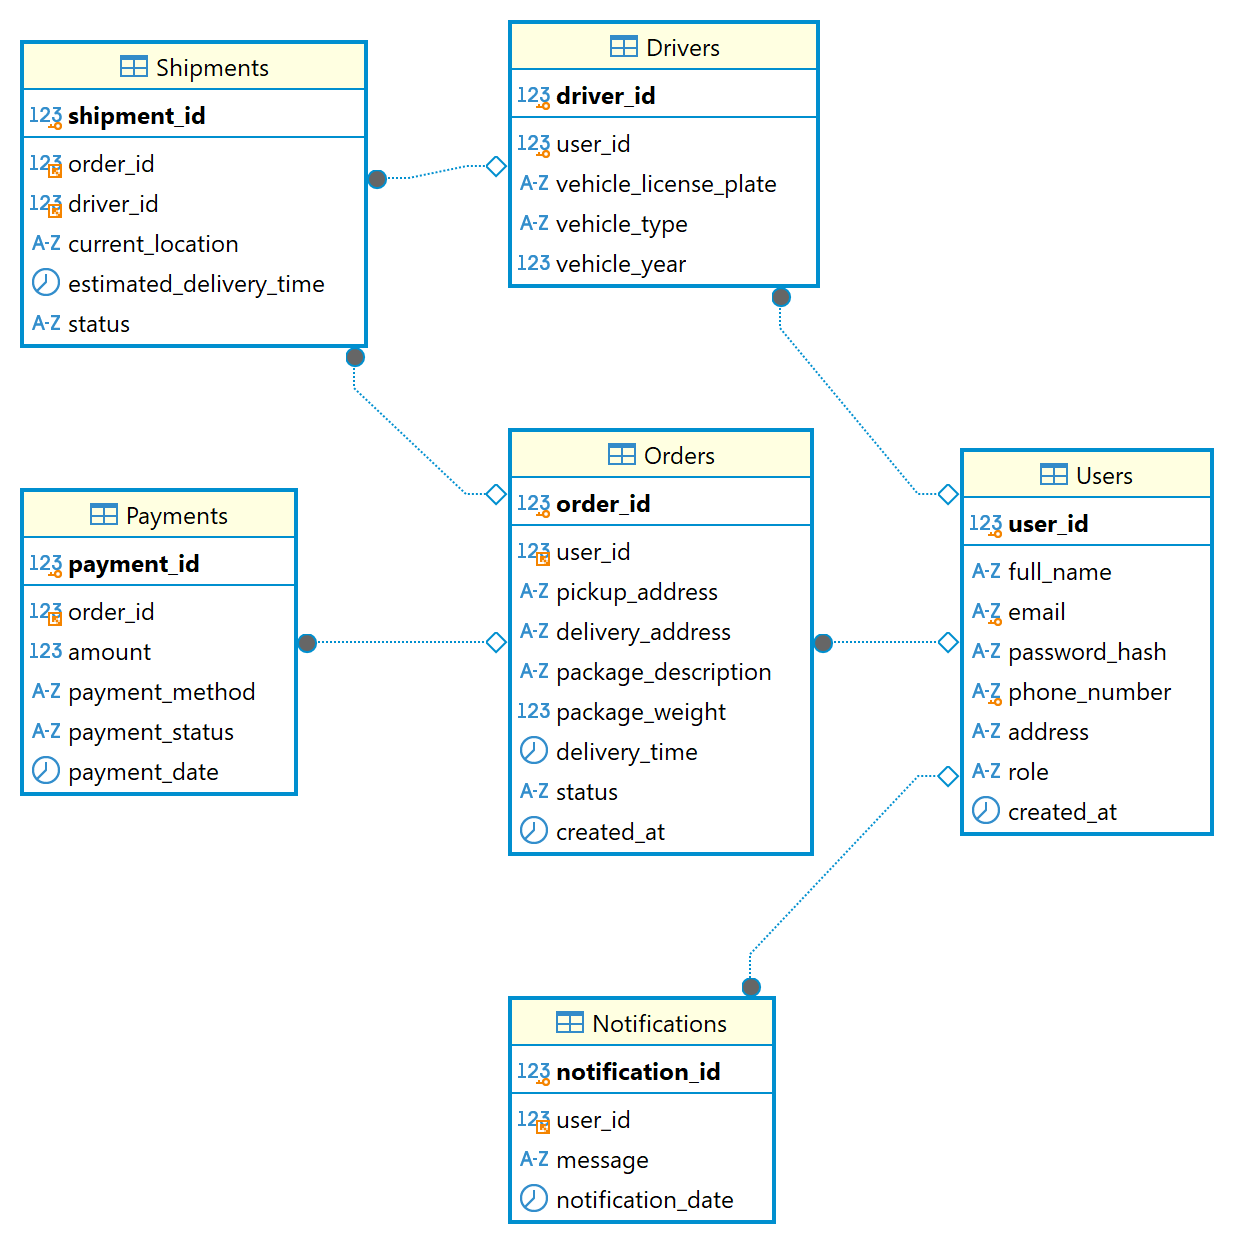 Shipments
123 shipment_id
123 order_id
123 driver_id
A-Z current_location
estimated_delivery_time
A-Z status
Drivers
123 driver_id
123 user_id
A-Z vehicle_license_plate
A-Z vehicle_type
123 vehicle_year
Payments
123 payment_id
123 order_id
123 amount
A-Z payment_method
A-Z payment_status
payment_date
Orders
123 order_id
123 user_id
A-Z pickup_address
A-Z delivery_address
A-Z package_description
123 package_weight
delivery_time
A-Z status
created_at
Users
123 user_id
A-Z full_name
A-Z email
A-Z password_hash
A-Z phone_number
A-Z address
A-Z role
created_at
Notifications
123 notification_id
123 user_id
A-Z message
notification_date